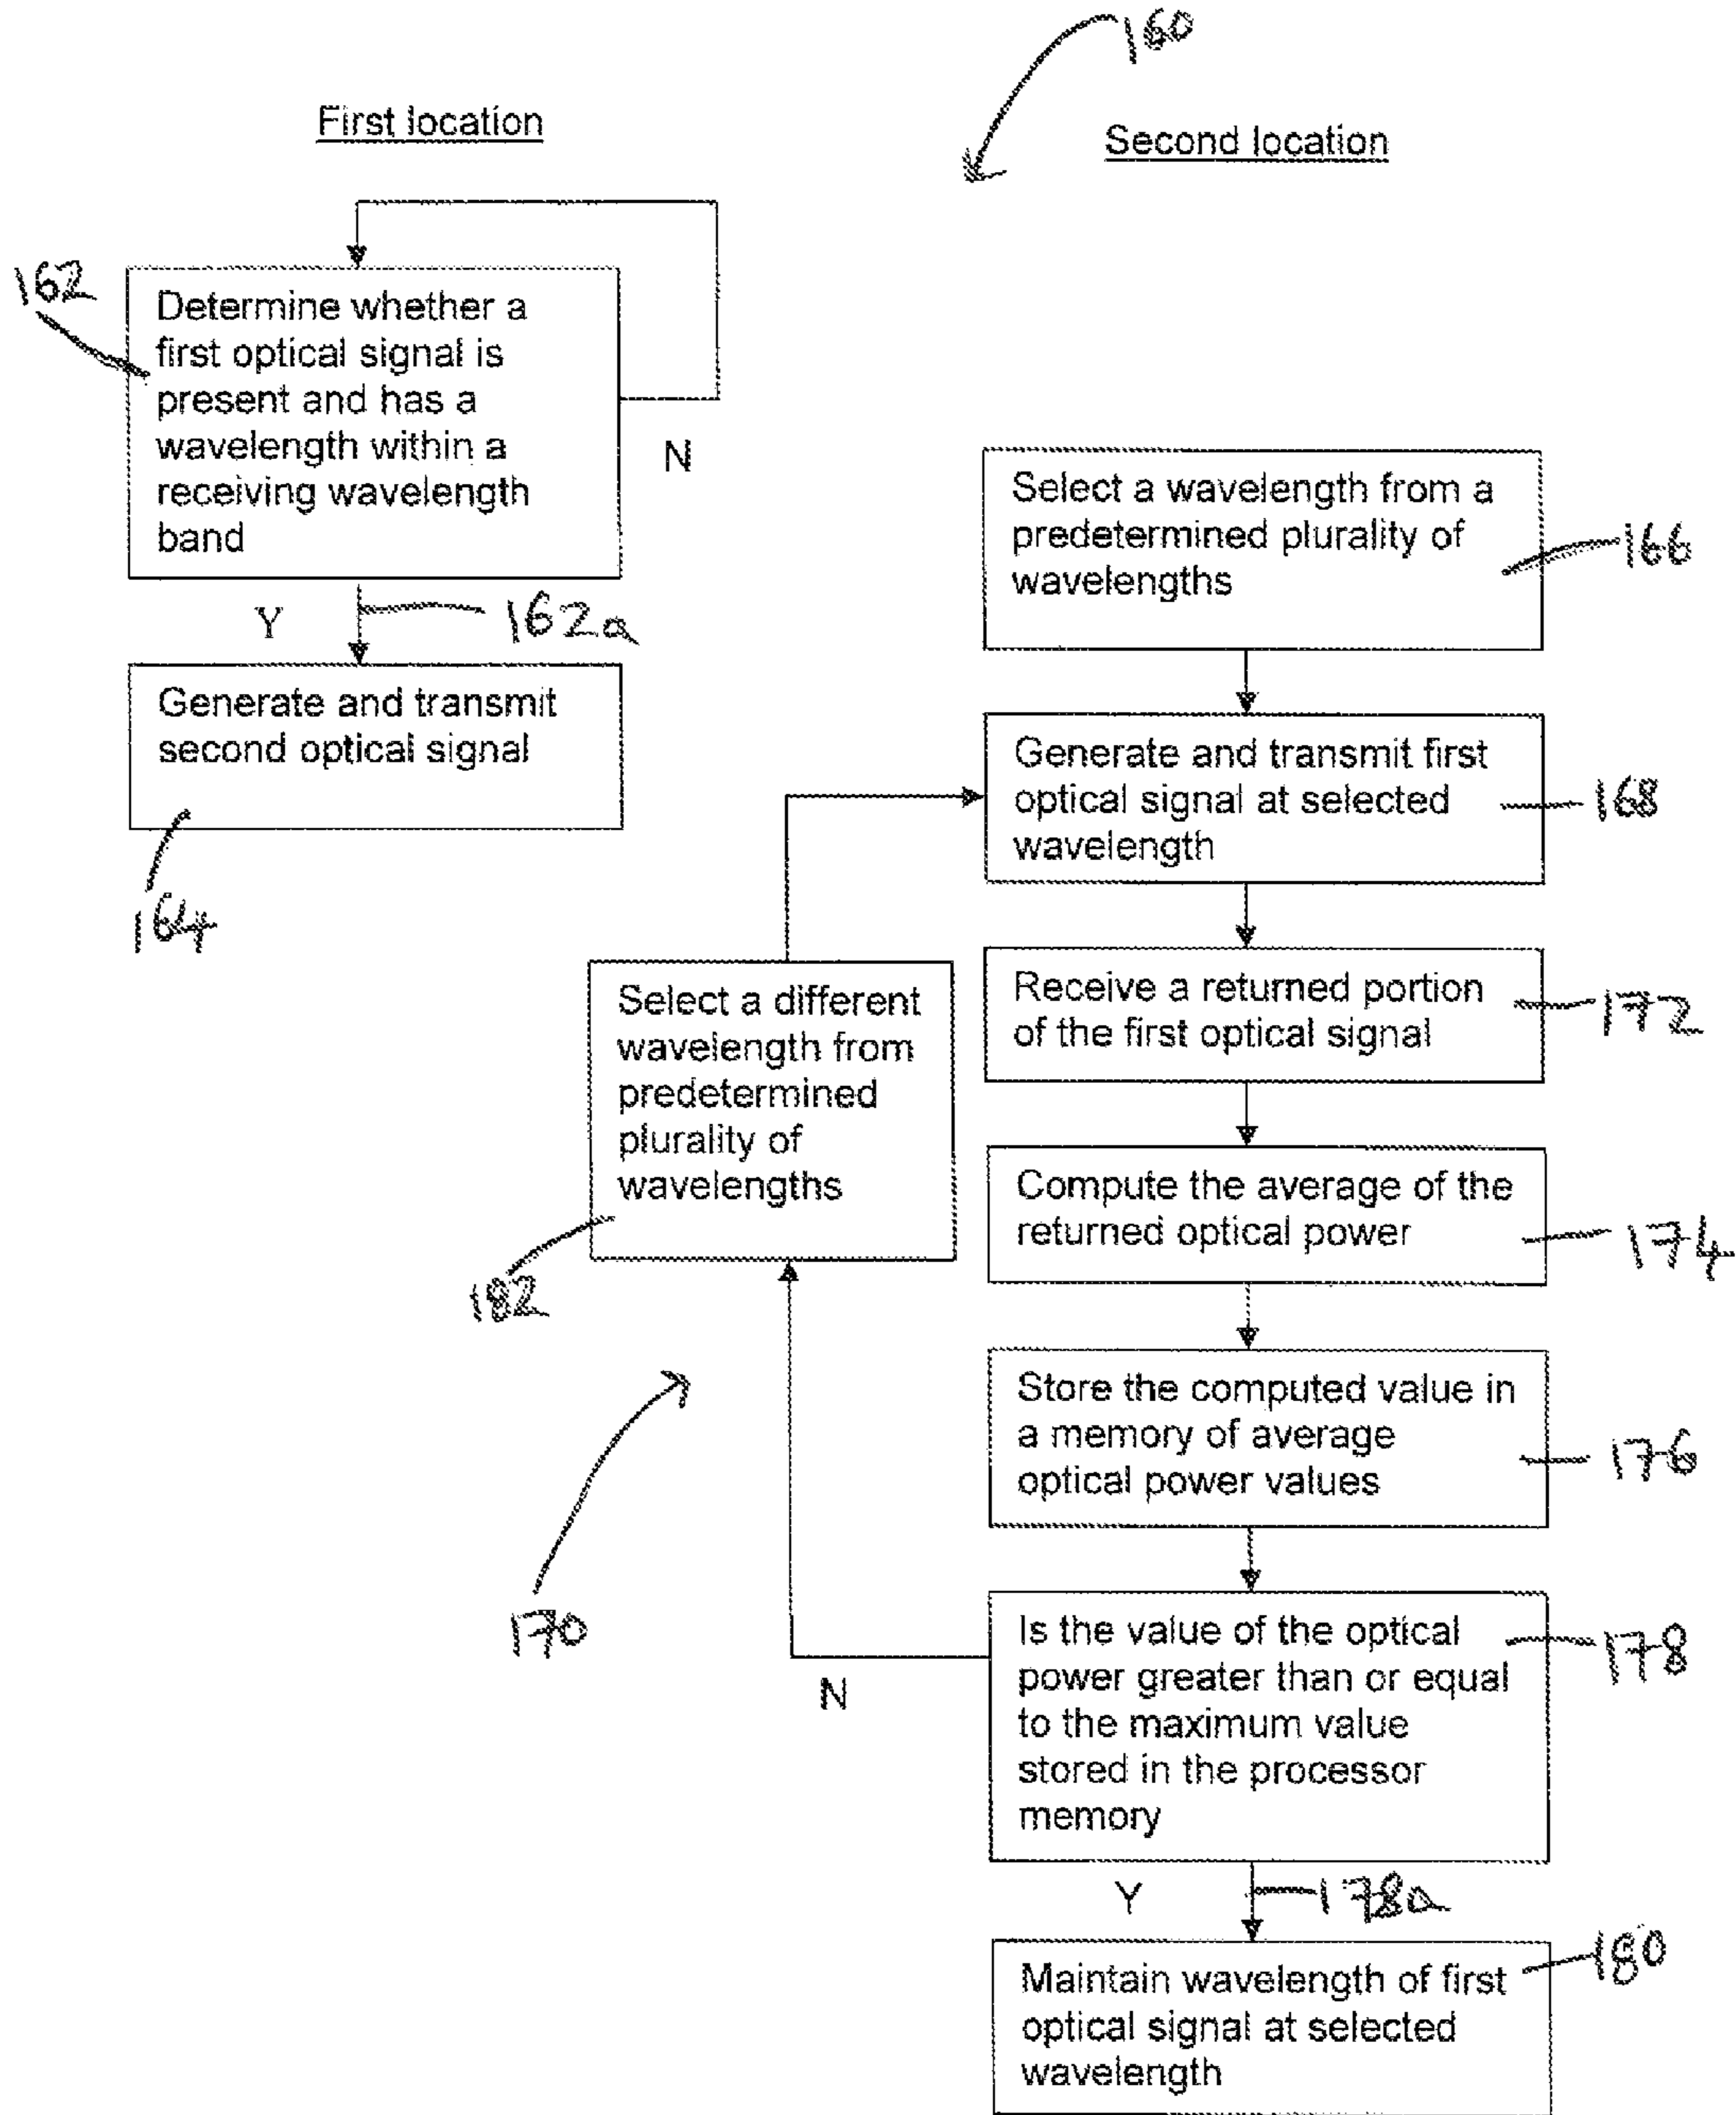 160
First location
Second location
162
Determine whether a
first optical signal is
present and has a
wavelength within a
receiving wavelength
band
N
Y
162a
Generate and transmit
second optical signal
164
Select a wavelength from a
predetermined plurality of
wavelengths
166
Generate and transmit first
optical signal at selected
wavelength
168
Receive a returned portion
of the first optical signal
172
Select a different
wavelength from
predetermined
plurality of
wavelengths
182
Compute the average of the
returned optical power
174
Store the computed value in
a memory of average
optical power values
176
170
Is the value of the optical
power greater than or equal
to the maximum value
stored in the processor
memory
178
N
Y
178a
Maintain wavelength of first
optical signal at selected
wavelength
180